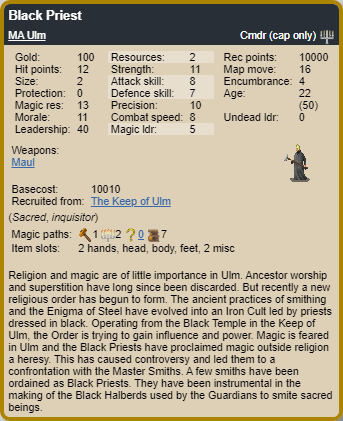 Black Priest
MA Ulm Cmdr (cap only)
Gold: 100 Resources: 2 Rec points: 10000
Hit points: 12 Strength: 11 Map move: 16
Size: 2 Attack skill: 8 Encumbrance: 4
Protection: 0 Defence skill: 7 Age: 22
Magic res: 13 Precision: 10 (50)
Morale: 11 Combat speed: 8 Undead ldr: 0
Leadership: 40 Magic ldr: 5
Weapons:
Maul
Basecost: 10010
Recruited from: The Keep of Ulm
(Sacred, inquisitor)
Magic paths: 1 2 ?0 7
Item slots: 2 hands, head, body, feet, 2 misc
Religion and magic are of little importance in Ulm. Ancestor worship
and superstition have long since been discarded. But recently a new
religious order has begun to form. The ancient practices of smithing
and the Enigma of Steel have evolved into an Iron Cult led by priests
dressed in black. Operating from the Black Temple in the Keep of
Ulm, the Order is trying to gain influence and power. Magic is feared
in Ulm and the Black Priests have proclaimed magic outside religion
a heresy. This has caused controversy and led them to a
confrontation with the Master Smiths. A few smiths have been
ordained as Black Priests. They have been instrumental in the
making of the Black Halberds used by the Guardians to smite sacred
beings.